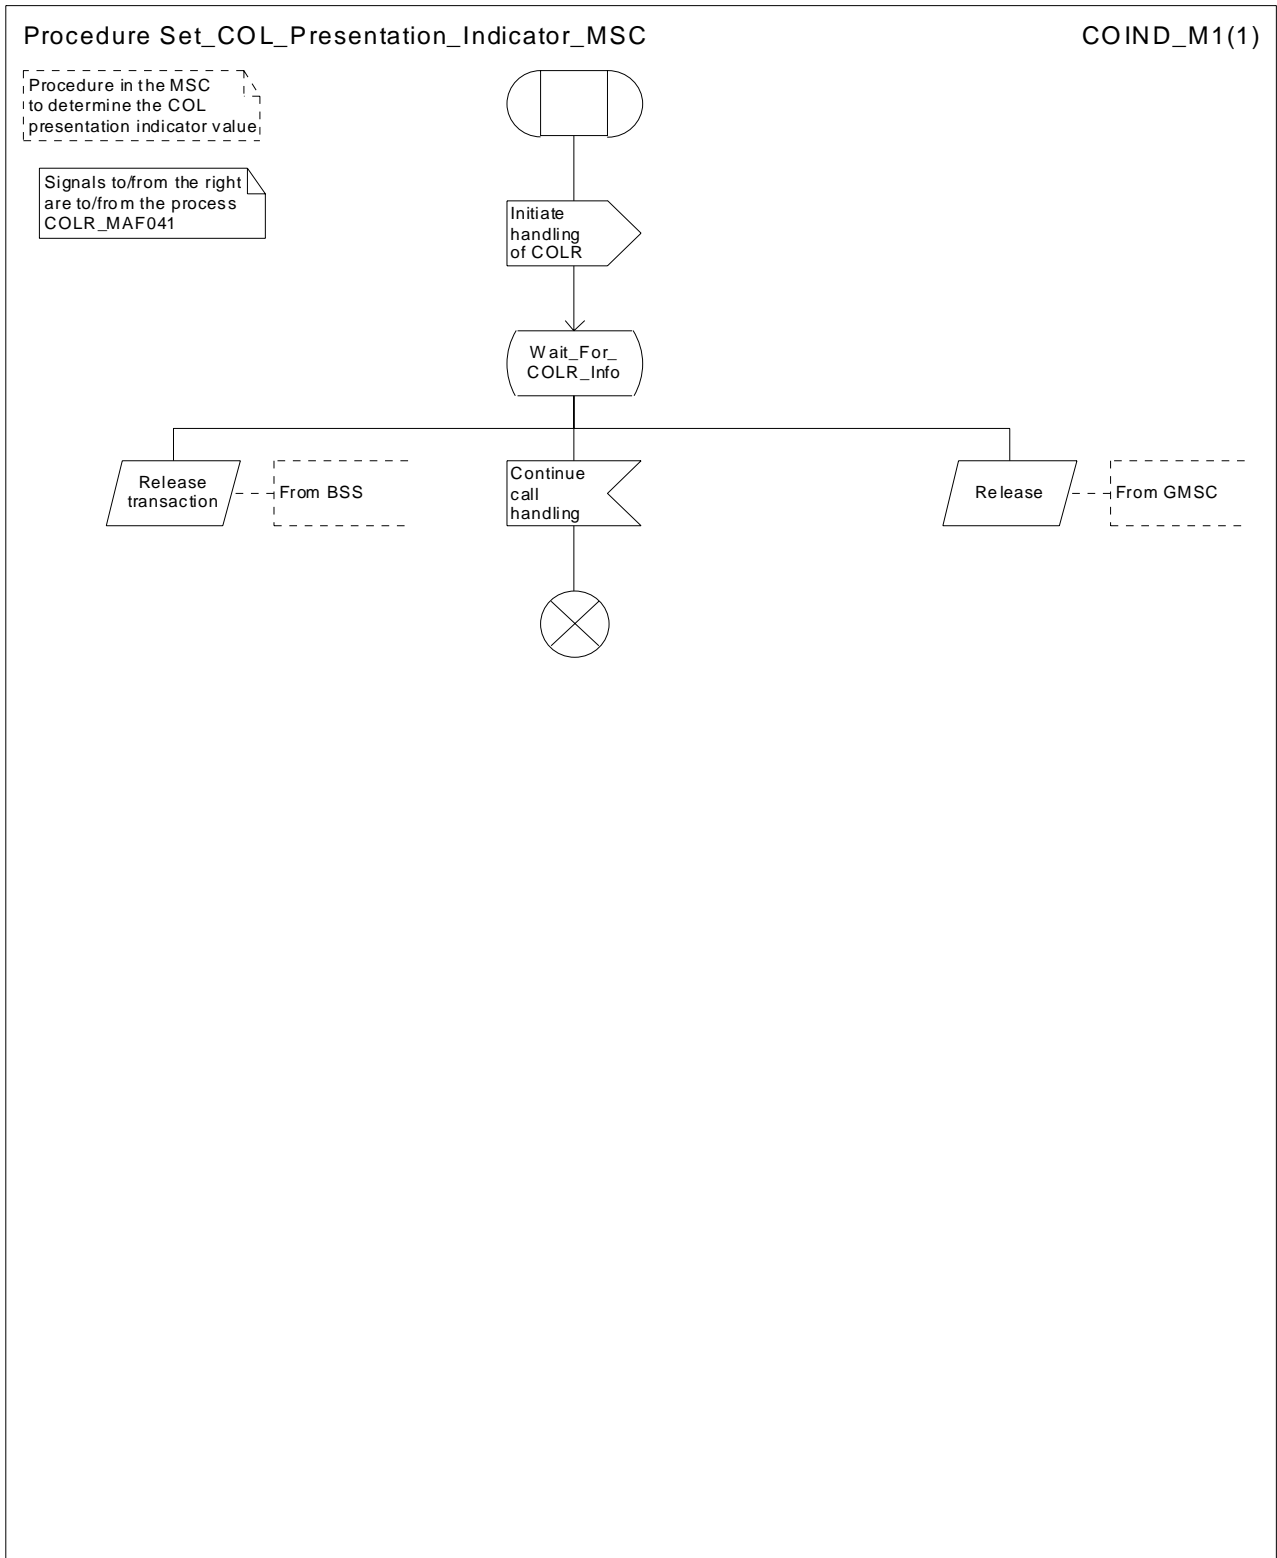 Procedure Set_COL_Presentation_Indicator_MSC
COIND_M1(1)
Procedure in the MSC
to determine the COL
presentation indicator value
Signals to/from the right
are to/from the process
COLR_MAF041
Initiate
handling
of COLR
Wait_For_
COLR_Info
Release
transaction
From BSS
Continue
call
handling
Release
From GMSC